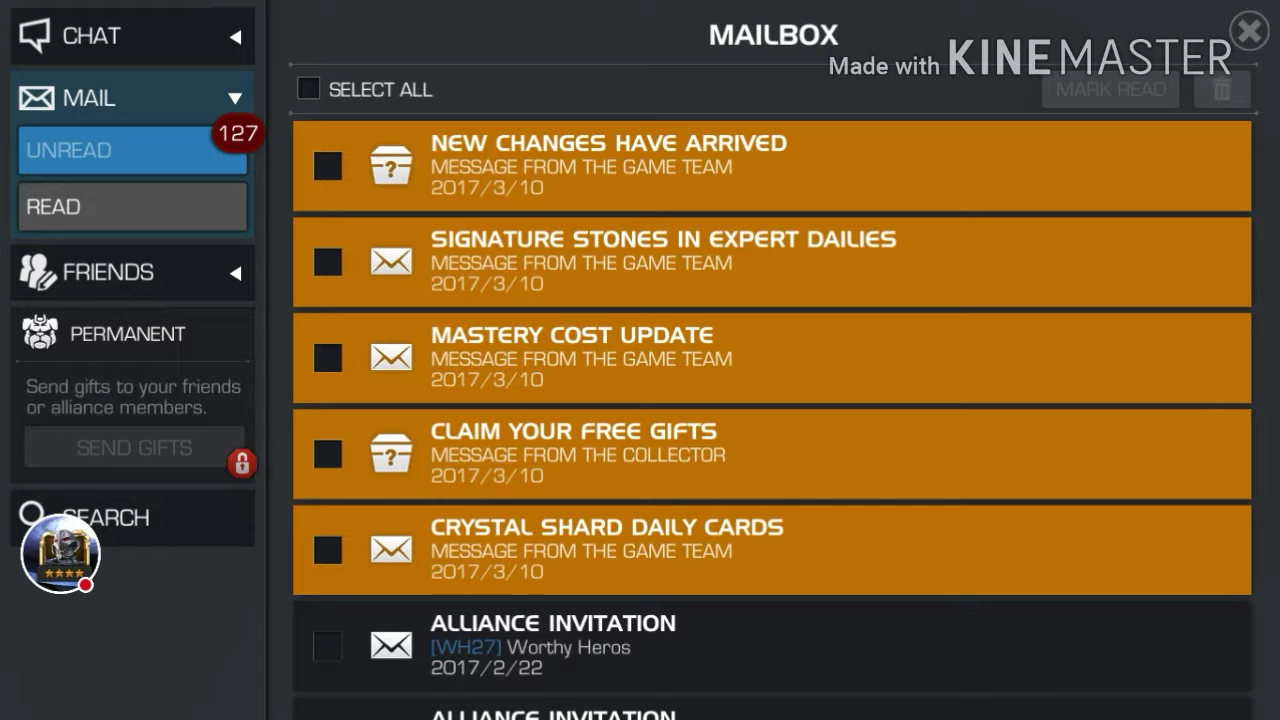 CHAT
MAIL
127
UNREAD
READ
FRIENDS
PERMANENT
Send gifts to your friends
or alliance members.
SEND GIFTS
SEARCH
MAILBOX
Made with KINEMASTER
SELECT ALL
MARK READ
NEW CHANGES HAVE ARRIVED
MESSAGE FROM THE GAME TEAM
2017/3/10
SIGNATURE STONES IN EXPERT DAILIES
MESSAGE FROM THE GAME TEAM
2017/3/10
MASTERY COST UPDATE
MESSAGE FROM THE GAME TEAM
2017/3/10
CLAIM YOUR FREE GIFTS
MESSAGE FROM THE COLLECTOR
2017/3/10
CRYSTAL SHARD DAILY CARDS
MESSAGE FROM THE GAME TEAM
2017/3/10
ALLIANCE INVITATION
[WH27] Worthy Heros
2017/2/22
ALLIANCE INVITATION